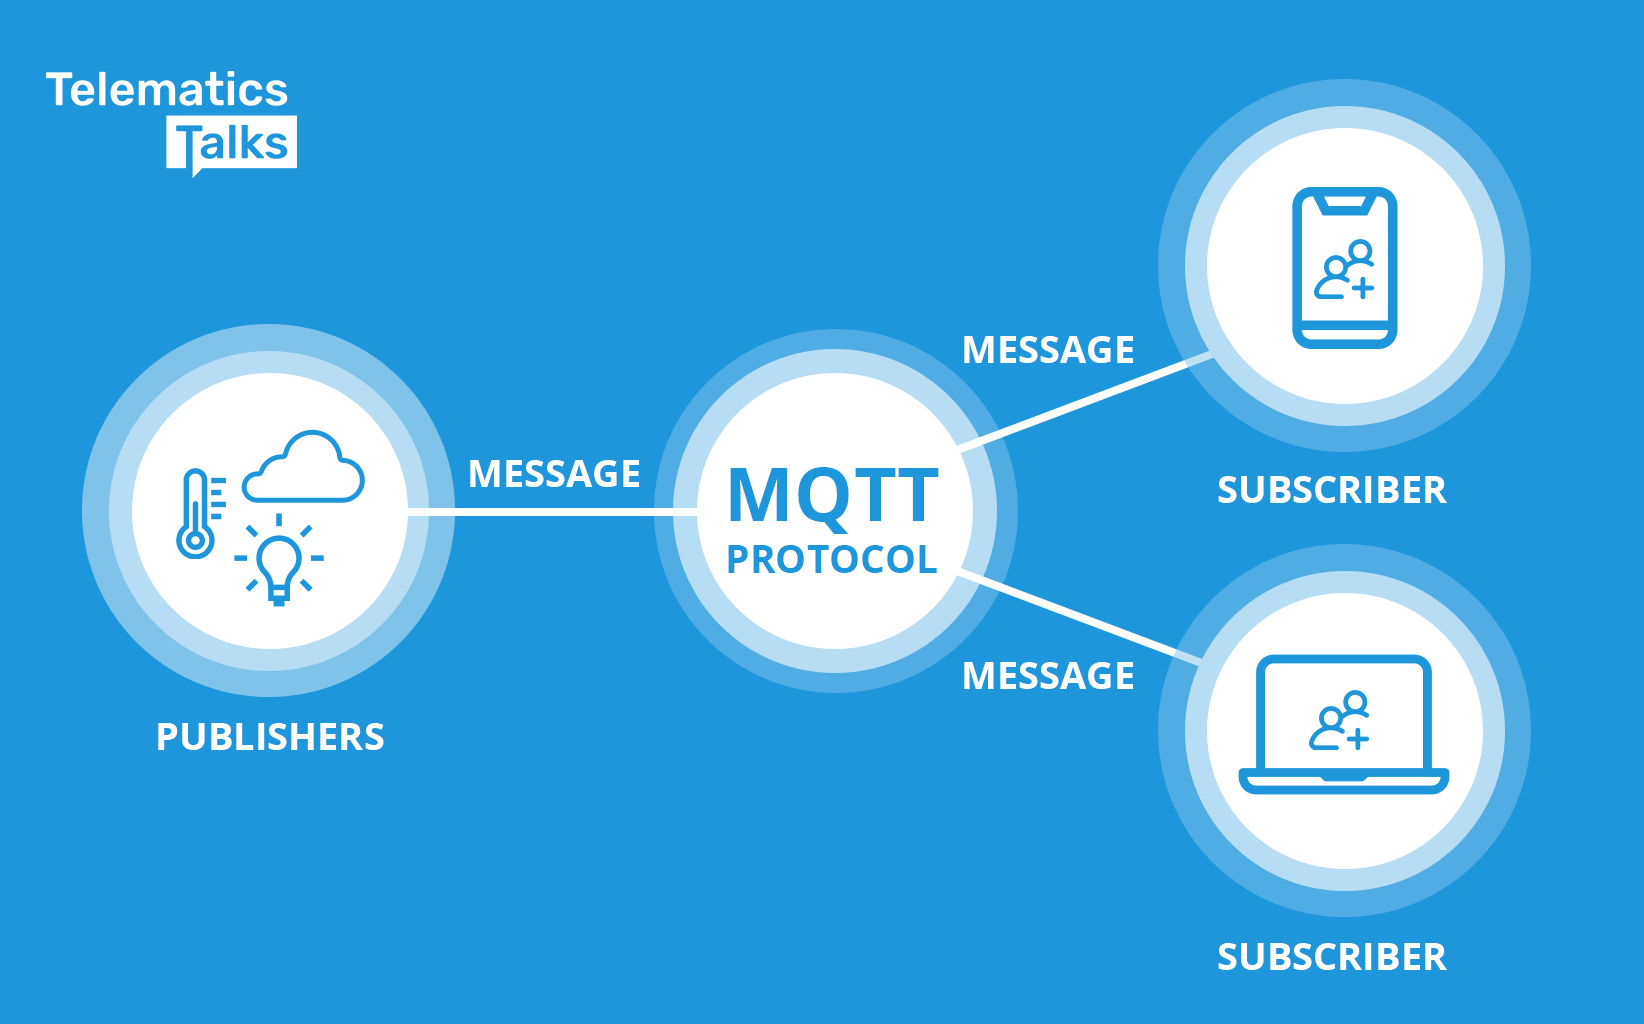 Telematics
Talks
MESSAGE
SUBSCRIBER
MESSAGE
MQTT
PROTOCOL
MESSAGE
PUBLISHERS
SUBSCRIBER